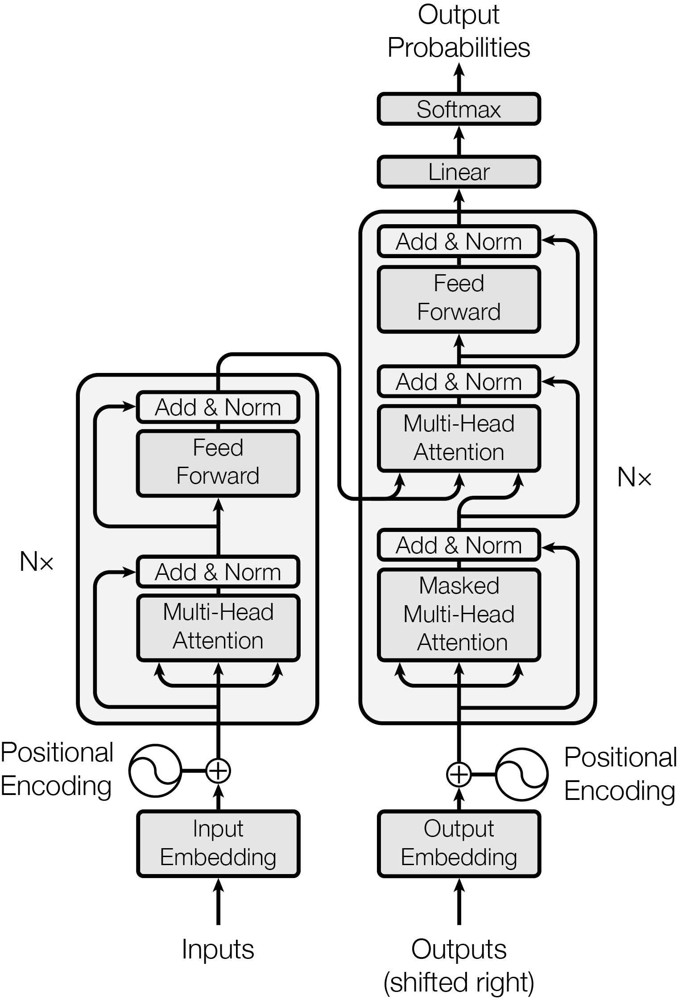 Output
Probabilities
Softmax
Linear
Add & Norm
Feed
Forward
Add & Norm
Multi-Head
Attention
N×
Add & Norm
Masked
Multi-Head
Attention
Add & Norm
Feed
Forward
N×
Add & Norm
Multi-Head
Attention
Positional
Encoding
Positional
Encoding
Input
Embedding
Output
Embedding
Inputs
Outputs
(shifted right)